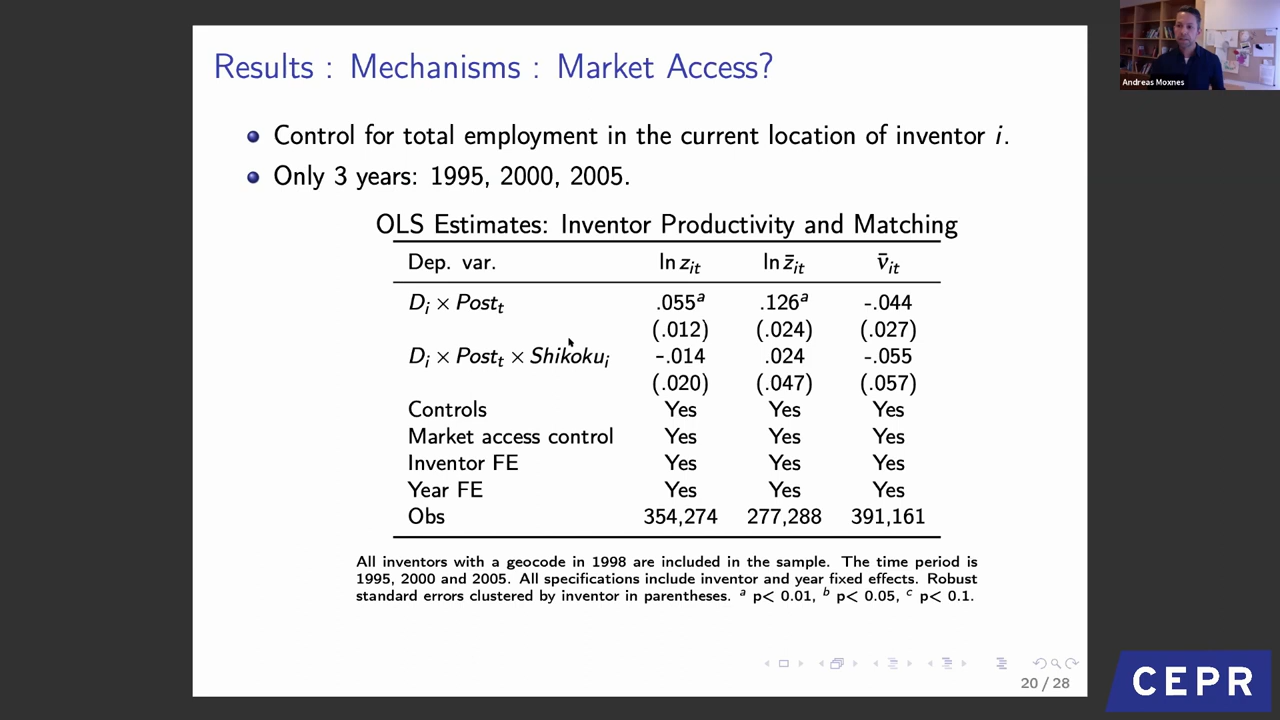 Results : Mechanisms : Market Access?
Control for total employment in the current location of inventor i.
Only 3 years: 1995, 2000, 2005.
OLS Estimates: Inventor Productivity and Matching
Dep. var. ln z_it ln z̄_it v̄_it
D_i × Post_t .055^a .126^a -.044
(.012) (.024) (.027)
D_i × Post_t × Shikoku_i -.014 .024 -.055
(.020) (.047) (.057)
Controls Yes Yes Yes
Market access control Yes Yes Yes
Inventor FE Yes Yes Yes
Year FE Yes Yes Yes
Obs 354,274 277,288 391,161
All inventors with a geocode in 1998 are included in the sample. The time period is
1995, 2000 and 2005. All specifications include inventor and year fixed effects. Robust
standard errors clustered by inventor in parentheses. ^a p< 0.01, ^b p< 0.05, ^c p< 0.1.
20 / 28
Andreas Moxnes
CEPR